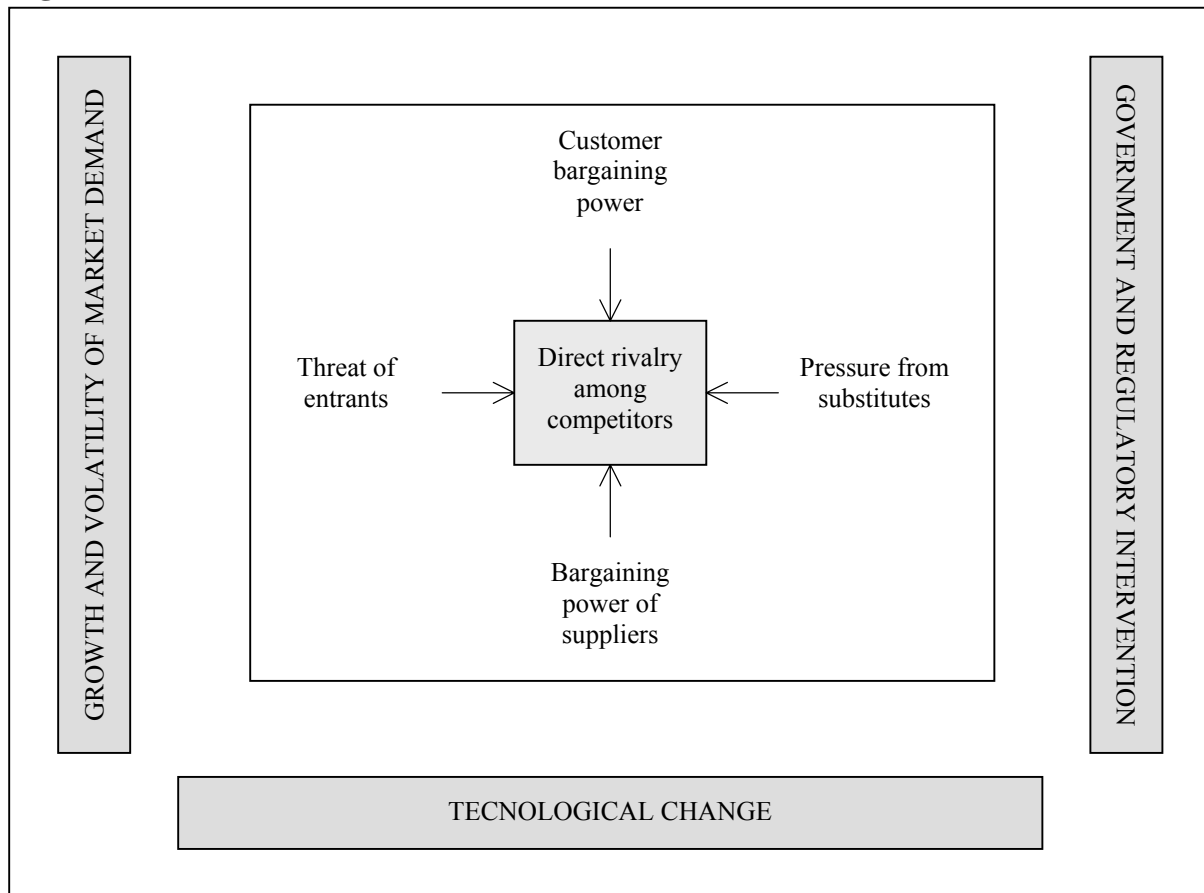 GROWTH AND VOLATILITY OF MARKET DEMAND
Customer
bargaining
power
Threat of
entrants
Direct rivalry
among
competitors
Pressure from
substitutes
Bargaining
power of
suppliers
GOVERNMENT AND REGULATORY INTERVENTION
TECNOLOGICAL CHANGE